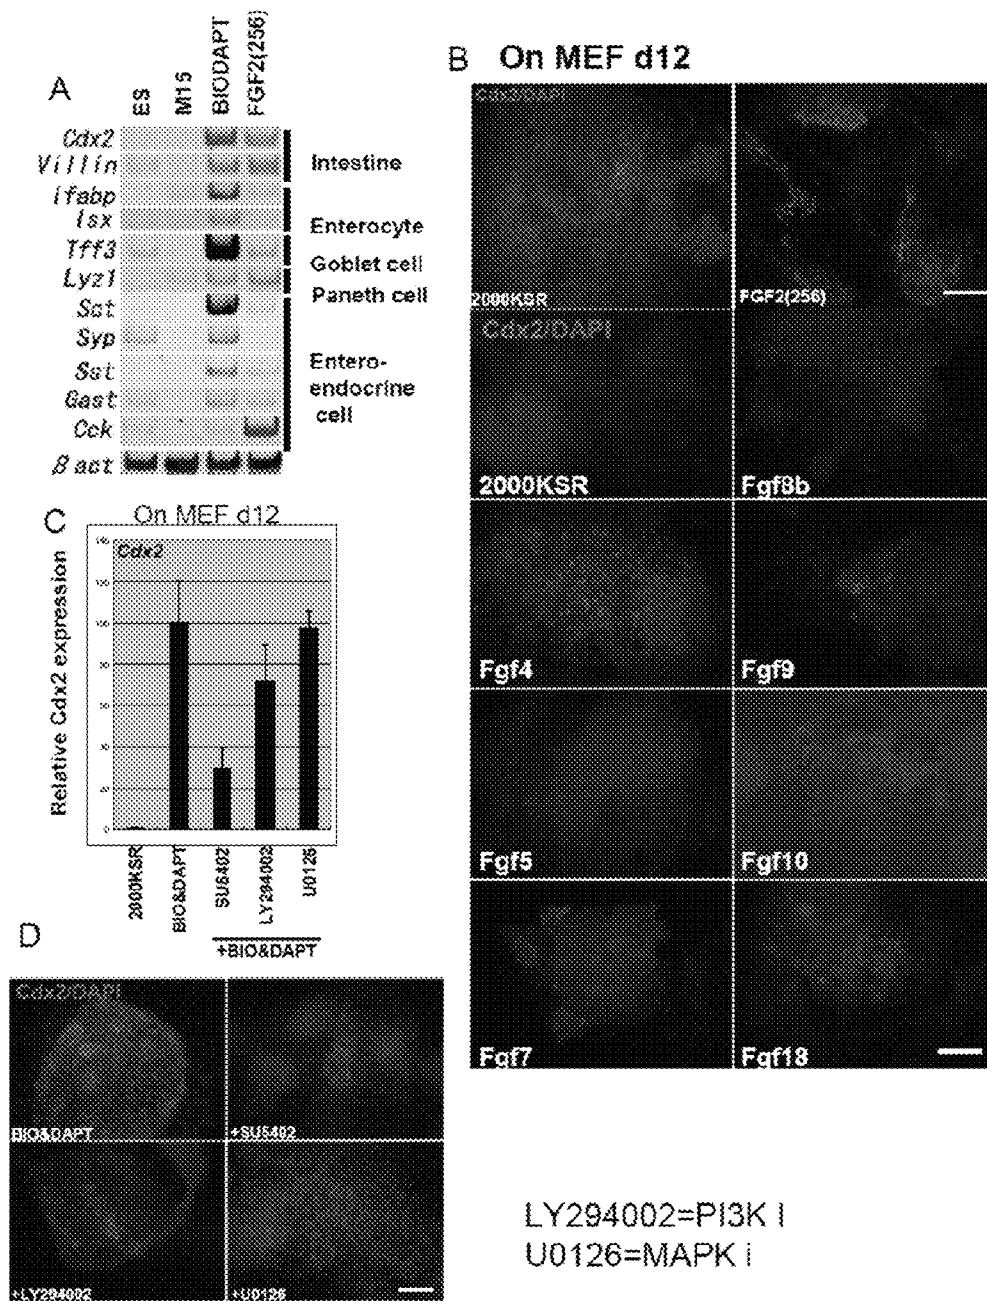 A
ES
M15
BIODAPT
FGF2(256)
Cdx2
Villin
Ifabp
Isx
Tff3
Lyz1
Sct
Syp
Sst
Gast
Cck
β act
Intestine
Enterocyte
Goblet cell
Paneth cell
Entero-
endocrine
cell
B On MEF d12
Cdx2/DAPI
2000KSR
FGF2(256)
Cdx2/DAPI
2000KSR
Fgf8b
Fgf4
Fgf9
Fgf5
Fgf10
Fgf7
Fgf18
C On MEF d12
Cdx2
Relative Cdx2 expression
2000KSR
BIO&DAPT
SU5402
LY294002
U0126
+BIO&DAPT
D
Cdx2/DAPI
BIO&DAPT
+SU5402
+LY294002
+U0126
LY294002=PI3K I
U0126=MAPK i